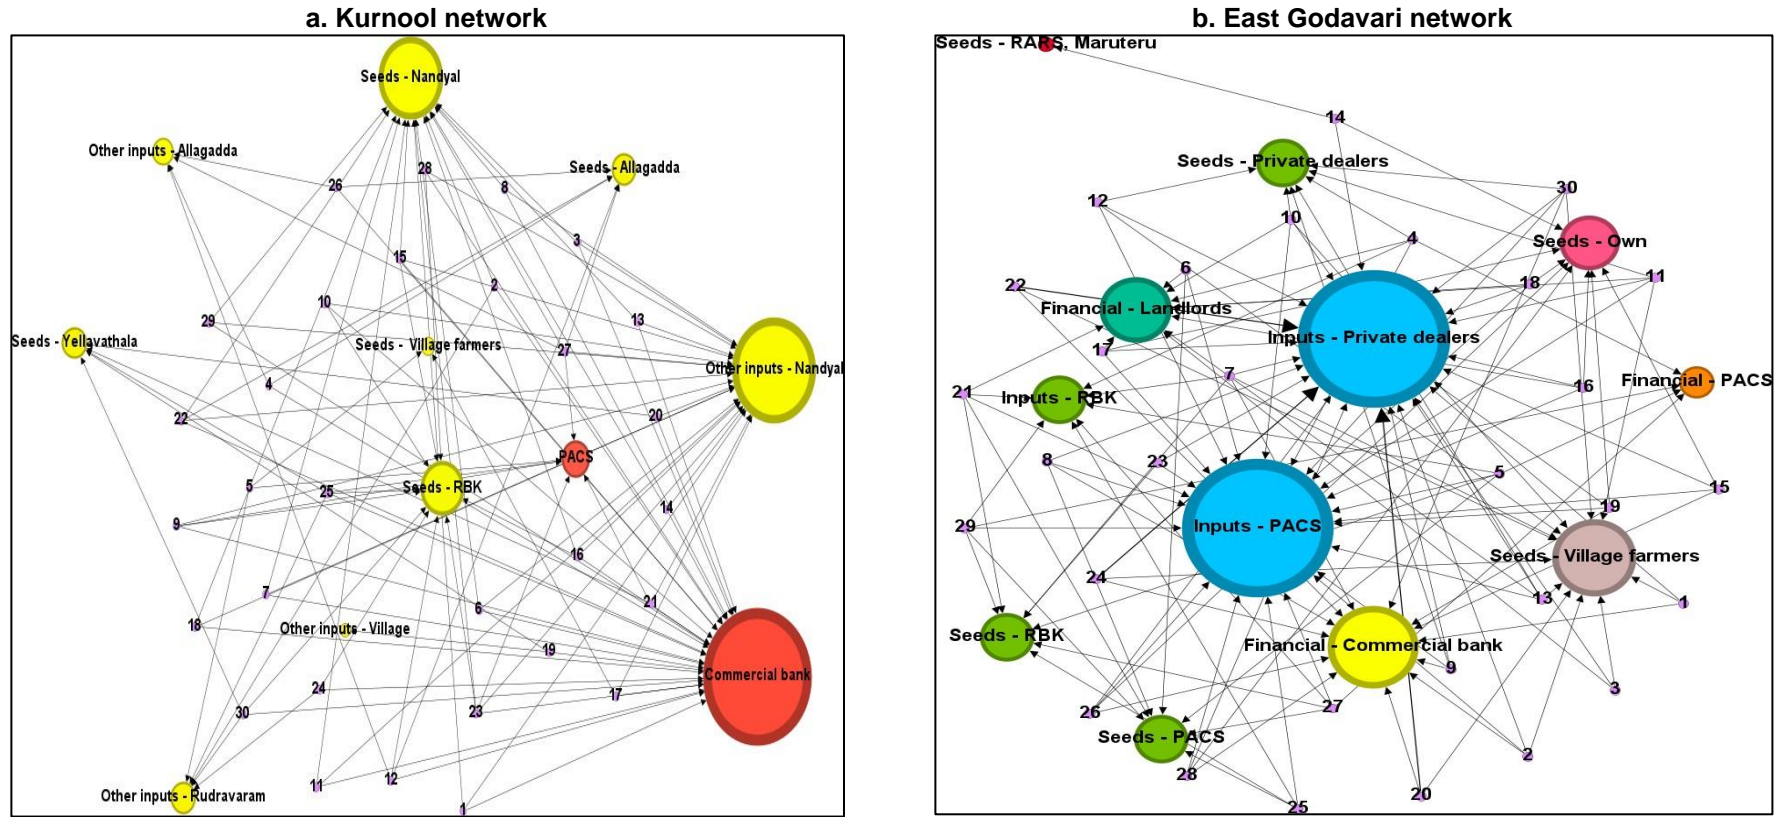 a. Kurnool network
Seeds - Nandyal
Other inputs - Allagadda
28
Seeds - Allagadda
26
8
3
15
2
10
29
13
Seeds - Yellavathala
Seeds - Village farmers
27
Other inputs - Nandyal
4
22
20
PACS
5
25
Seeds - RBK
14
9
16
7
6
21
18
Other inputs - Village
19
Commercial bank
24
17
30
23
11
12
Other inputs - Rudravaram
1
b. East Godavari network
Seeds - RARS, Maruteru
14
Seeds - Private dealers
30
12
10
4
Seeds - Own
6
11
22
18
Financial - Landlords
Inputs - Private dealers
17
7
Financial - PACS
21
Inputs - RBK
16
8
23
5
15
19
29
Inputs - PACS
Seeds - Village farmers
24
13
1
Seeds - RBK
Financial - Commercial bank
9
3
26
27
Seeds - PACS
2
28
20
25